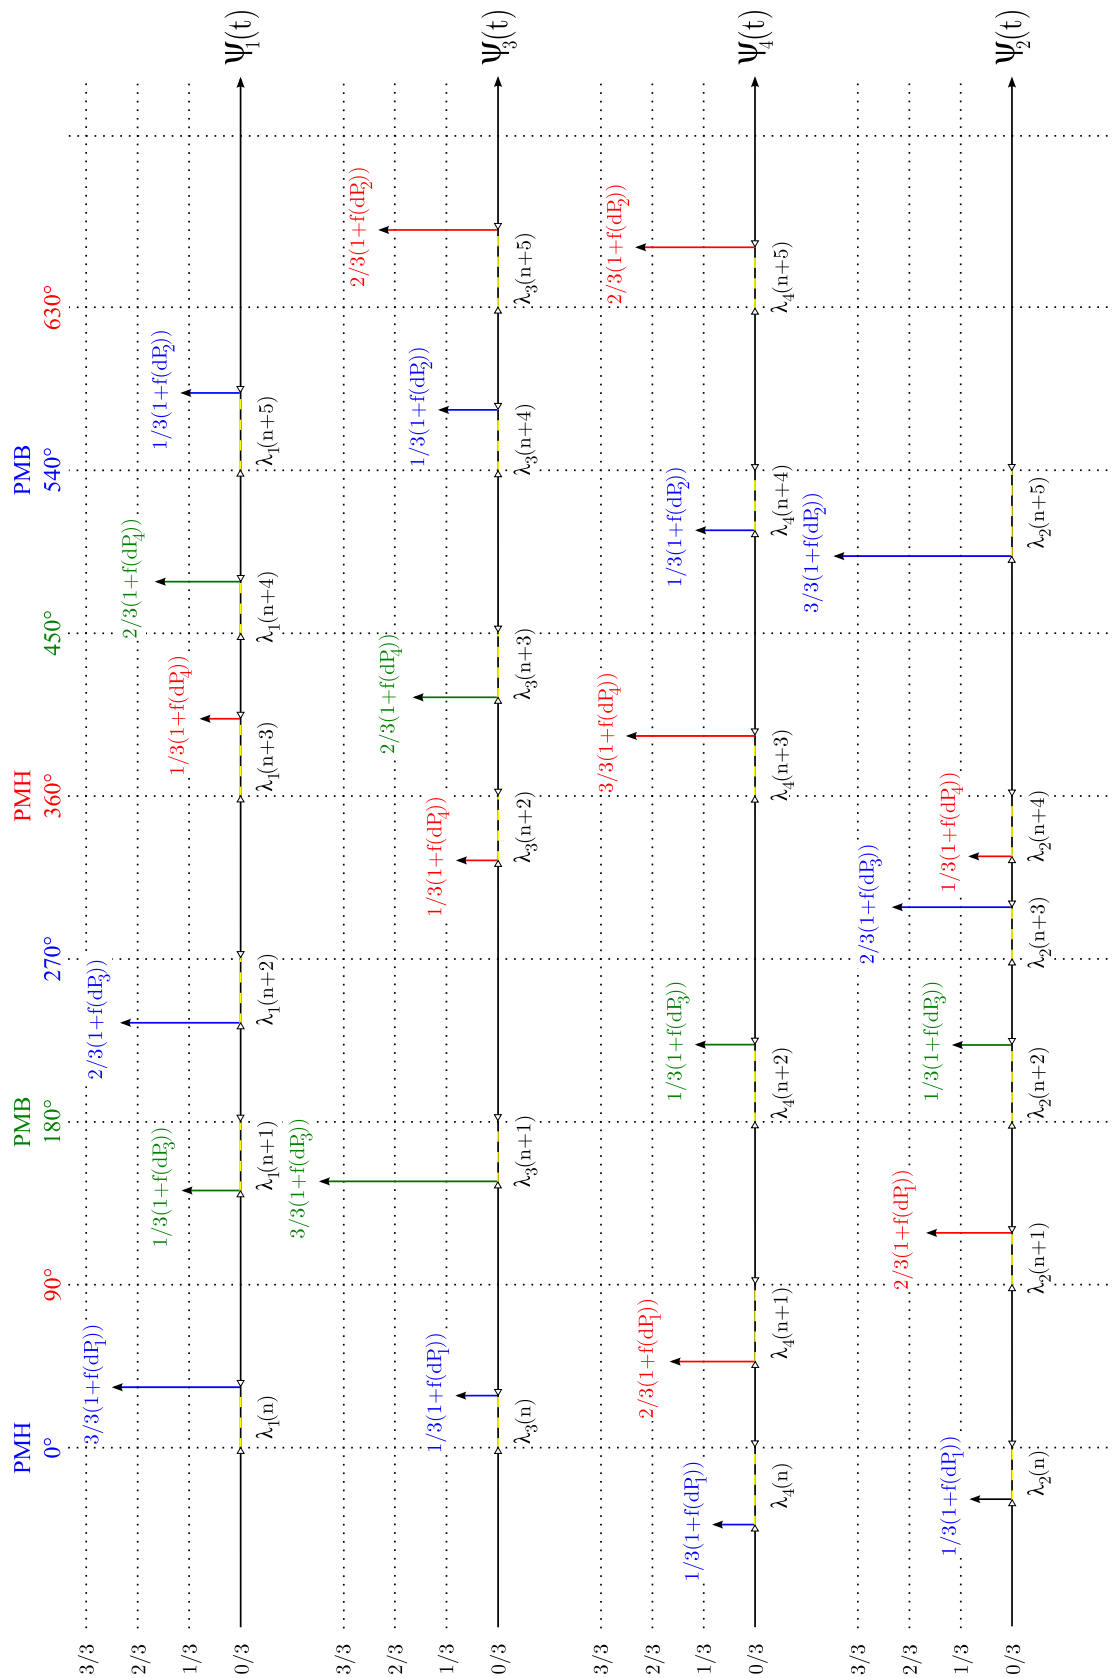 PMH
PMB
PMH
PMB
0°
90°
180°
270°
360°
450°
540°
630°
3/3
2/3
1/3
0/3
3/3(1+f(dP₁))
1/3(1+f(dP₃))
2/3(1+f(dP₃))
1/3(1+f(dP₄))
2/3(1+f(dP₄))
1/3(1+f(dP₂))
λ₁(n)
λ₁(n+1)
λ₁(n+2)
λ₁(n+3)
λ₁(n+4)
λ₁(n+5)
Ψ₁(t)
3/3
2/3
1/3
0/3
1/3(1+f(dP₁))
3/3(1+f(dP₃))
1/3(1+f(dP₄))
2/3(1+f(dP₄))
1/3(1+f(dP₂))
2/3(1+f(dP₂))
λ₃(n)
λ₃(n+1)
λ₃(n+2)
λ₃(n+3)
λ₃(n+4)
λ₃(n+5)
Ψ₃(t)
3/3
2/3
1/3
0/3
1/3(1+f(dP₁))
2/3(1+f(dP₁))
1/3(1+f(dP₃))
3/3(1+f(dP₄))
1/3(1+f(dP₂))
2/3(1+f(dP₂))
λ₄(n)
λ₄(n+1)
λ₄(n+2)
λ₄(n+3)
λ₄(n+4)
λ₄(n+5)
Ψ₄(t)
3/3
2/3
1/3
0/3
1/3(1+f(dP₁))
2/3(1+f(dP₁))
1/3(1+f(dP₃))
2/3(1+f(dP₃))
1/3(1+f(dP₄))
3/3(1+f(dP₂))
λ₂(n)
λ₂(n+1)
λ₂(n+2)
λ₂(n+3)
λ₂(n+4)
λ₂(n+5)
Ψ₂(t)